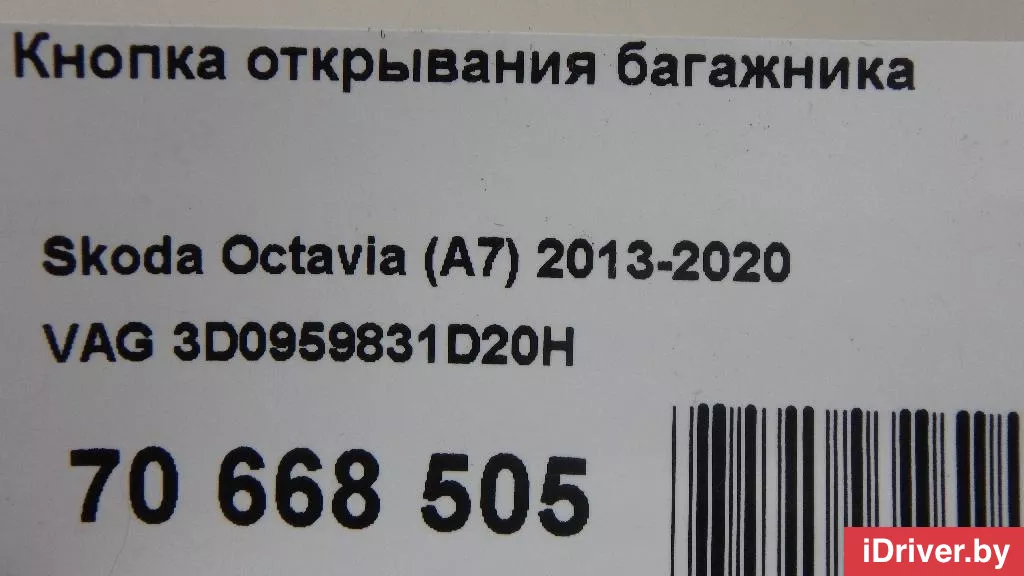 Кнопка открывания багажника
Skoda Octavia (A7) 2013-2020
VAG 3D0959831D20H
70 668 505
iDriver.by